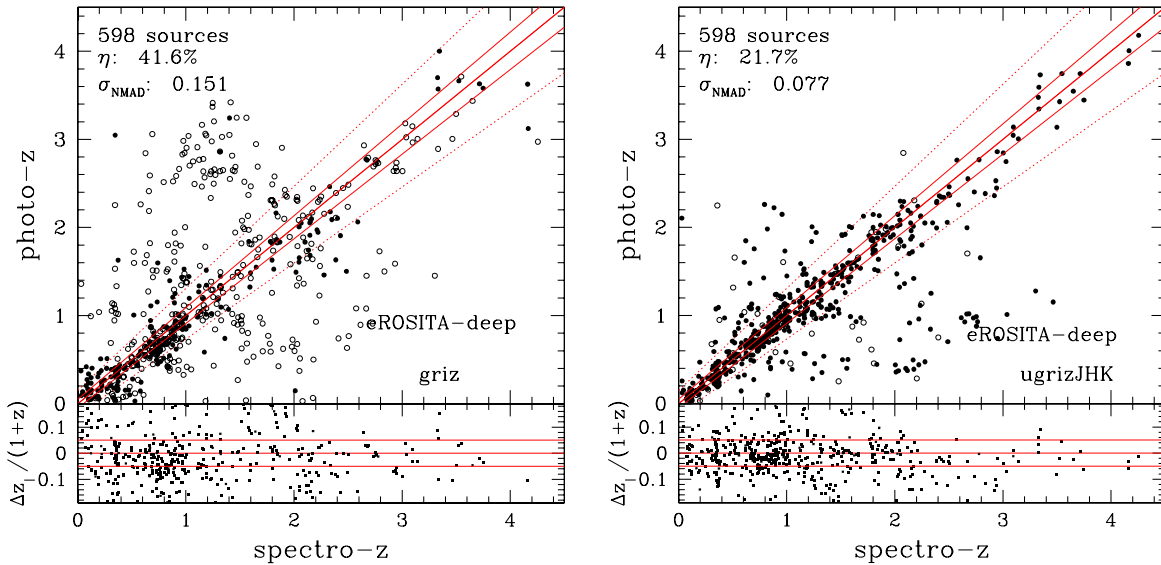 598 sources
η: 41.6%
σNMAD: 0.151
eROSITA-deep
griz
photo-z
4
3
2
1
0
Δz/(1+z)
0.1
0
-0.1
0 1 2 3 4
spectro-z
598 sources
η: 21.7%
σNMAD: 0.077
eROSITA-deep
ugrizJHK
photo-z
4
3
2
1
0
Δz/(1+z)
0.1
0
-0.1
0 1 2 3 4
spectro-z